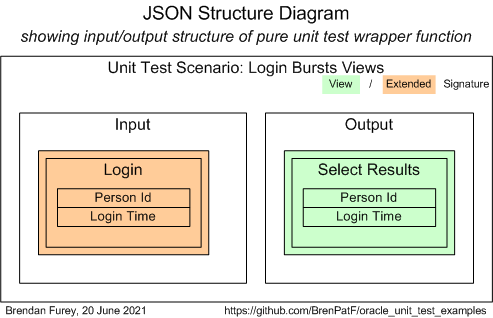 JSON Structure Diagram
showing input/output structure of pure unit test wrapper function
Unit Test Scenario: Login Bursts Views
View / Extended Signature
Input Output
Login Select Results
Person Id Person Id
Login Time Login Time
Brendan Furey, 20 June 2021 https://github.com/BrenPatF/oracle_unit_test_examples